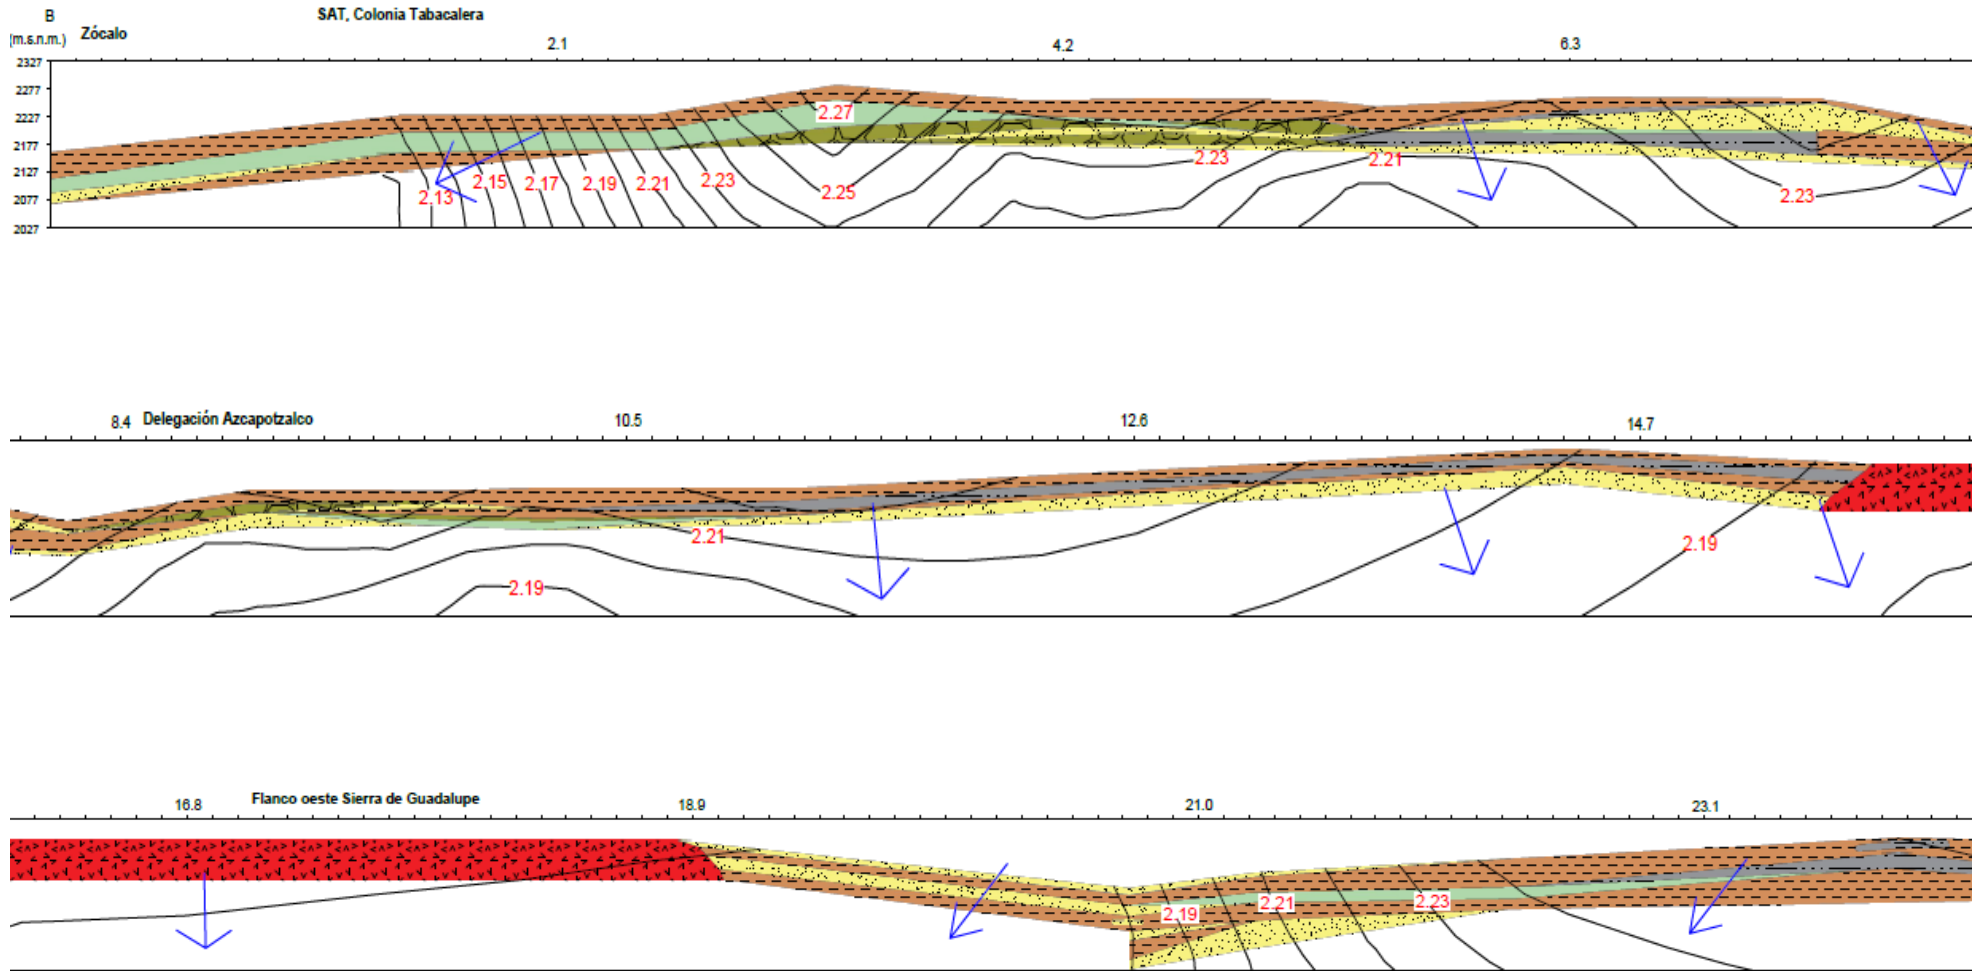 B
SAT, Colonia Tabacalera
(m.s.n.m.) Zócalo
2.1 4.2 6.3
2327
2277
2227
2177
2127
2077
2027
2.27
2.13 2.15 2.17 2.19 2.21 2.23 2.25 2.23 2.21 2.23
8.4 Delegación Azcapotzalco 10.5 12.6 14.7
2.21 2.19
2.19
16.8 Flanco oeste Sierra de Guadalupe 18.9 21.0 23.1
2.19 2.21 2.23